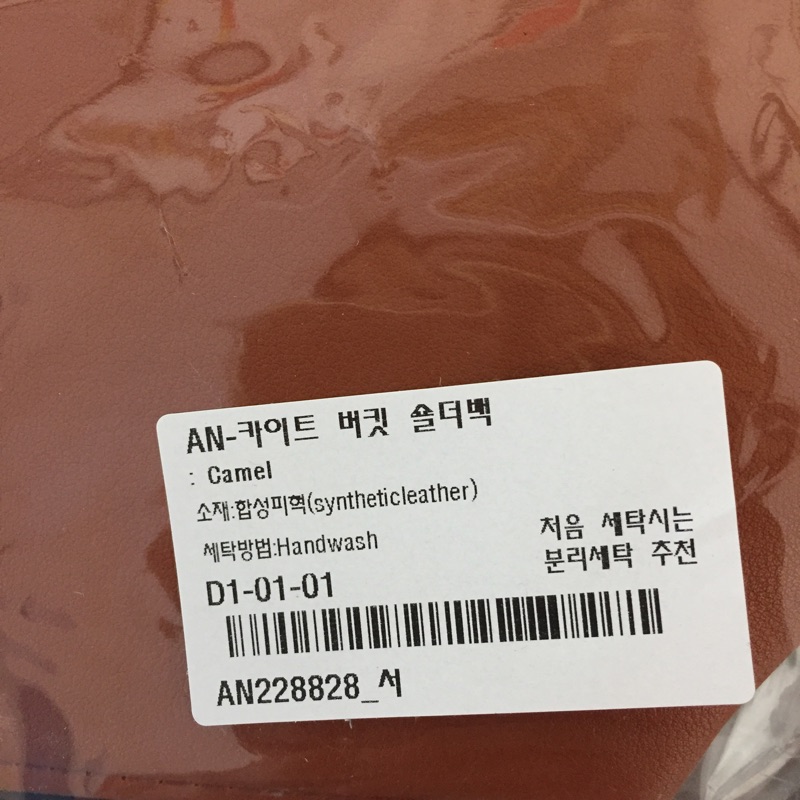 AN-카이트 버킷 숄더백
: Camel
소재:합성피혁(syntheticleather)
세탁방법:Handwash
처음 세탁시는
분리세탁 추천
D1-01-01
AN228828_서